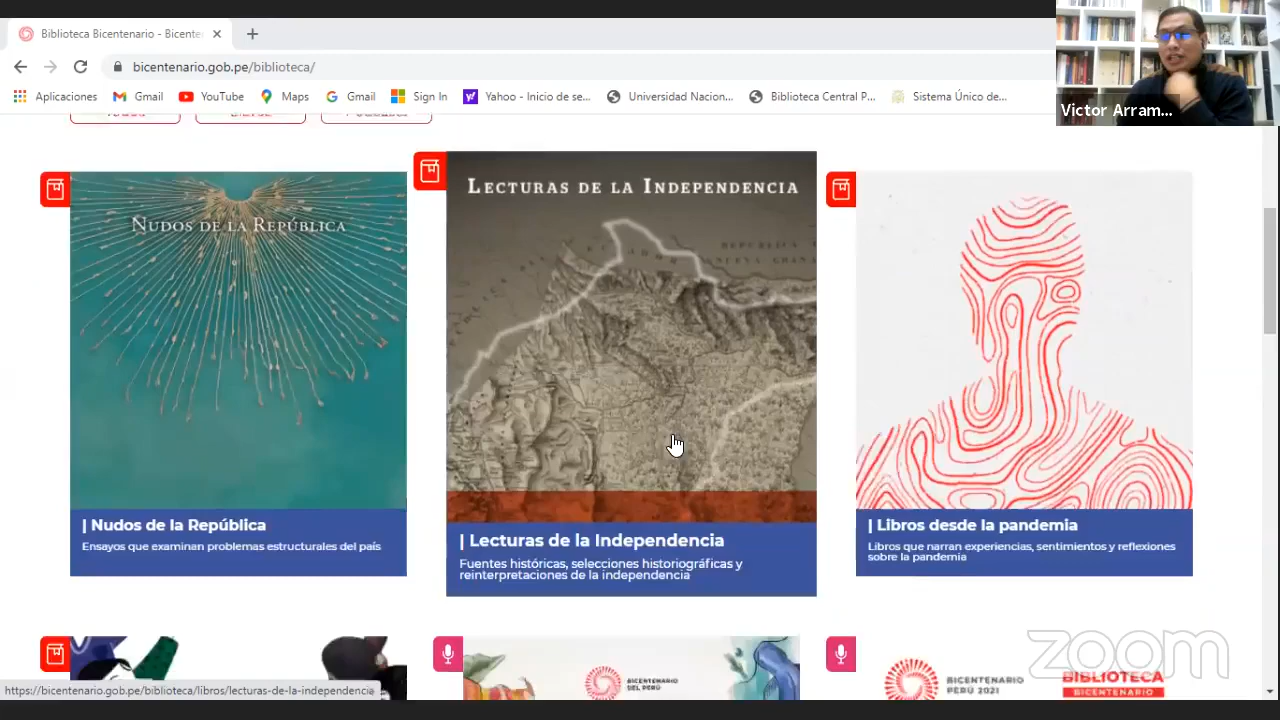 Biblioteca Bicentenario - Bicente
bicentenario.gob.pe/biblioteca/
Aplicaciones
Gmail
YouTube
Maps
Gmail
Sign In
Yahoo - Inicio de se...
Universidad Nacion...
Biblioteca Central P...
Sistema Único de...
Victor Arram...
NUDOS DE LA REPÚBLICA
LECTURAS DE LA INDEPENDENCIA
| Nudos de la República
Ensayos que examinan problemas estructurales del país
| Lecturas de la Independencia
Fuentes históricas, selecciones historiográficas y
reinterpretaciones de la independencia
| Libros desde la pandemia
Libros que narran experiencias, sentimientos y reflexiones
sobre la pandemia
BICENTENARIO
DEL PERÚ
BICENTENARIO
PERÚ 2021
BIBLIOTECA
BICENTENARIO
zoom
https://bicentenario.gob.pe/biblioteca/libros/lecturas-de-la-independencia